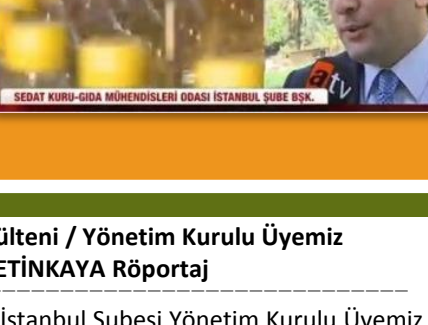 atv
SEDAT KURU-GIDA MÜHENDİSLERİ ODASI İSTANBUL ŞUBE BŞK.
ülteni / Yönetim Kurulu Üyemiz
ETİNKAYA Röportaj
İstanbul Şubesi Yönetim Kurulu Üyemiz